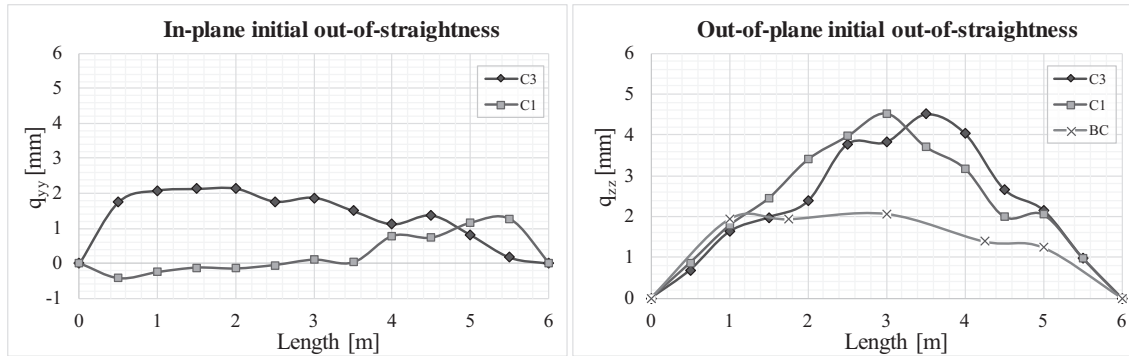 In-plane initial out-of-straightness
6
5
4
3
2
1
0
-1
0 1 2 3 4 5 6
q_yy [mm]
Length [m]
C3
C1
Out-of-plane initial out-of-straightness
6
5
4
3
2
1
0
0 1 2 3 4 5 6
q_zz [mm]
Length [m]
C3
C1
BC